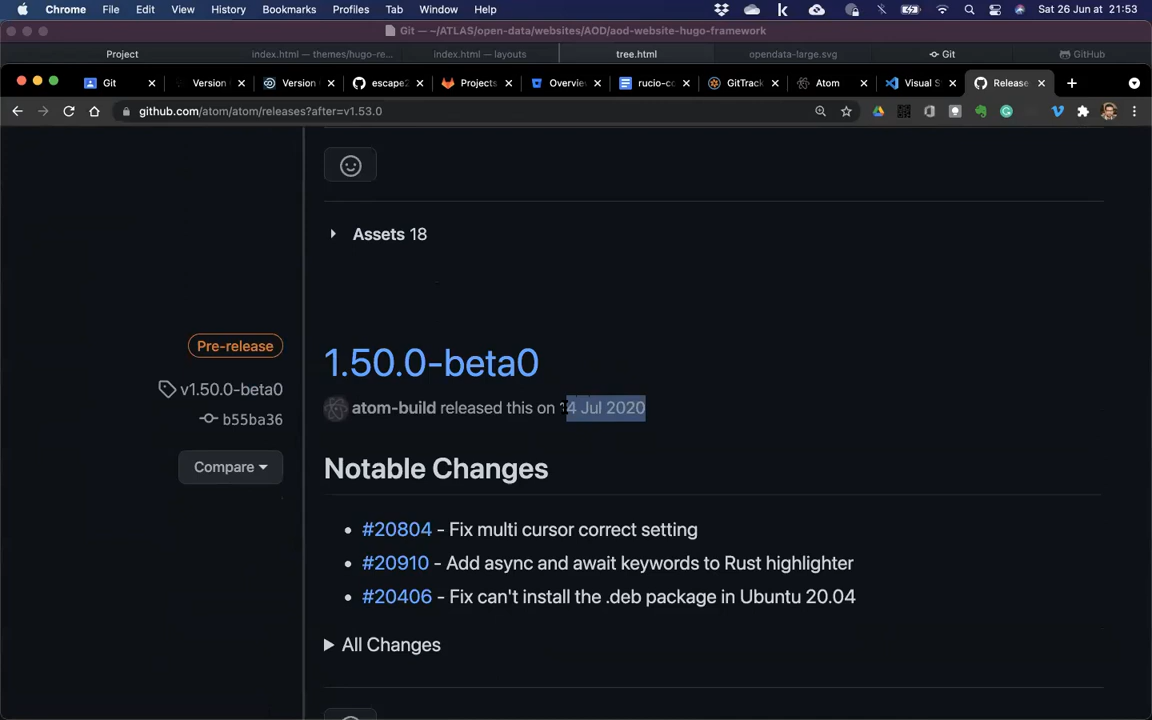 Chrome File Edit View History Bookmarks Profiles Tab Window Help Sat 26 Jun at 21:53
Git — ~/ATLAS/open-data/websites/AOD/aod-website-hugo-framework
Project index.html — themes/hugo-re... index.html — layouts tree.html opendata-large.svg Git GitHub
Git Version Version escape2 Projects Overvie rucio-co GitTrack Atom Visual S Release
github.com/atom/atom/releases?after=v1.53.0
Assets 18
Pre-release
1.50.0-beta0
v1.50.0-beta0
atom-build released this on 14 Jul 2020
b55ba36
Compare
Notable Changes
#20804 - Fix multi cursor correct setting
#20910 - Add async and await keywords to Rust highlighter
#20406 - Fix can't install the .deb package in Ubuntu 20.04
All Changes